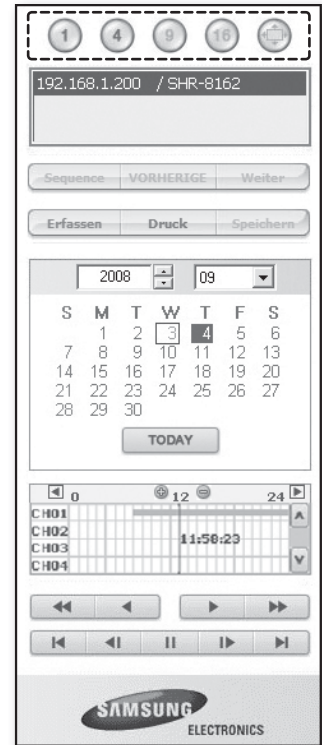 1 4 9 16
192.168.1.200 / SHR-8162
Sequence VORHERIGE Weiter
Erfassen Druck Speichern
2008 09
S M T W T F S
1 2 3 4 5 6
7 8 9 10 11 12 13
14 15 16 17 18 19 20
21 22 23 24 25 26 27
28 29 30
TODAY
0 12 24
CH01
CH02
11:58:23
CH03
CH04
SAMSUNG
ELECTRONICS